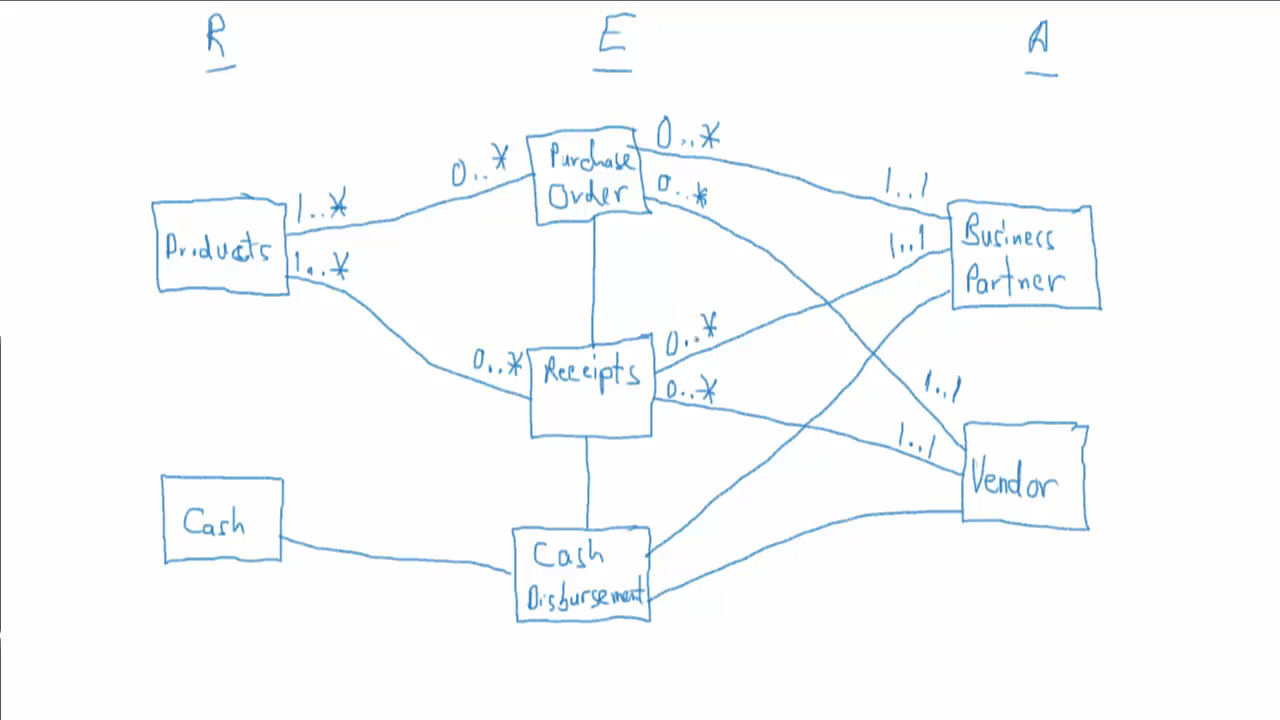 R
E
A
Purchase
Order
0..*
1..1
0..*
0..*
1..*
Products
1..*
Business
Partner
1..1
0..*
0..*
Receipts
0..*
1..1
1..1
Vendor
Cash
Cash
Disbursement